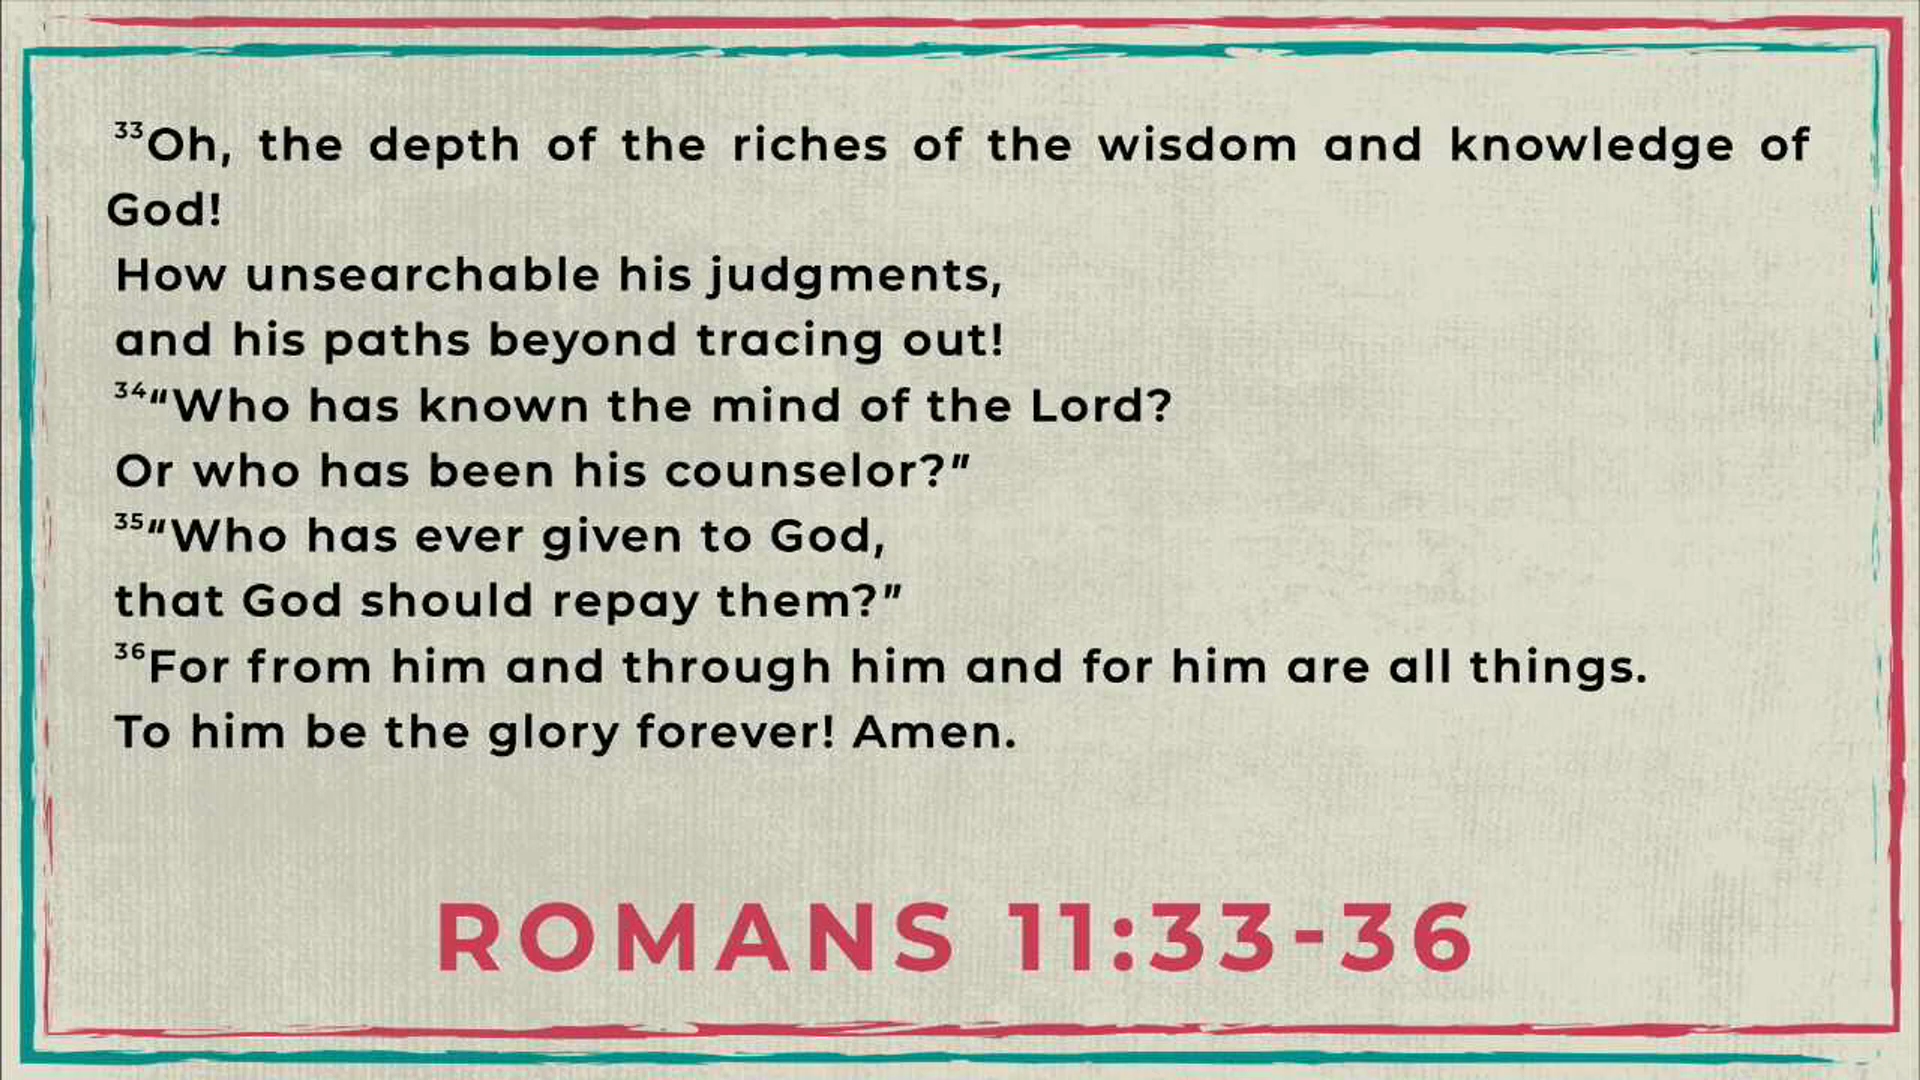 ³³Oh, the depth of the riches of the wisdom and knowledge of
God!
How unsearchable his judgments,
and his paths beyond tracing out!
³⁴“Who has known the mind of the Lord?
Or who has been his counselor?”
³⁵“Who has ever given to God,
that God should repay them?”
³⁶For from him and through him and for him are all things.
To him be the glory forever! Amen.
ROMANS 11:33-36